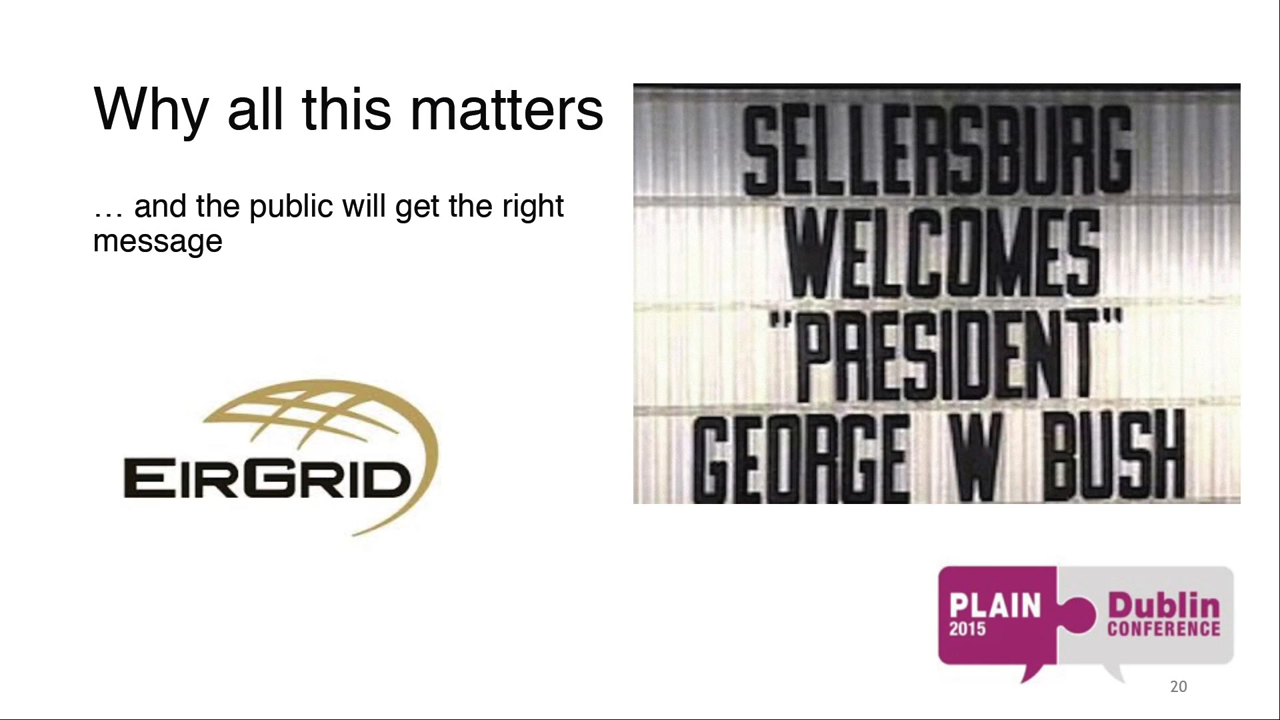 Why all this matters
… and the public will get the right
message
SELLERSBURG
WELCOMES
"PRESIDENT"
GEORGE W BUSH
EIRGRID
PLAIN
2015
Dublin
CONFERENCE
20